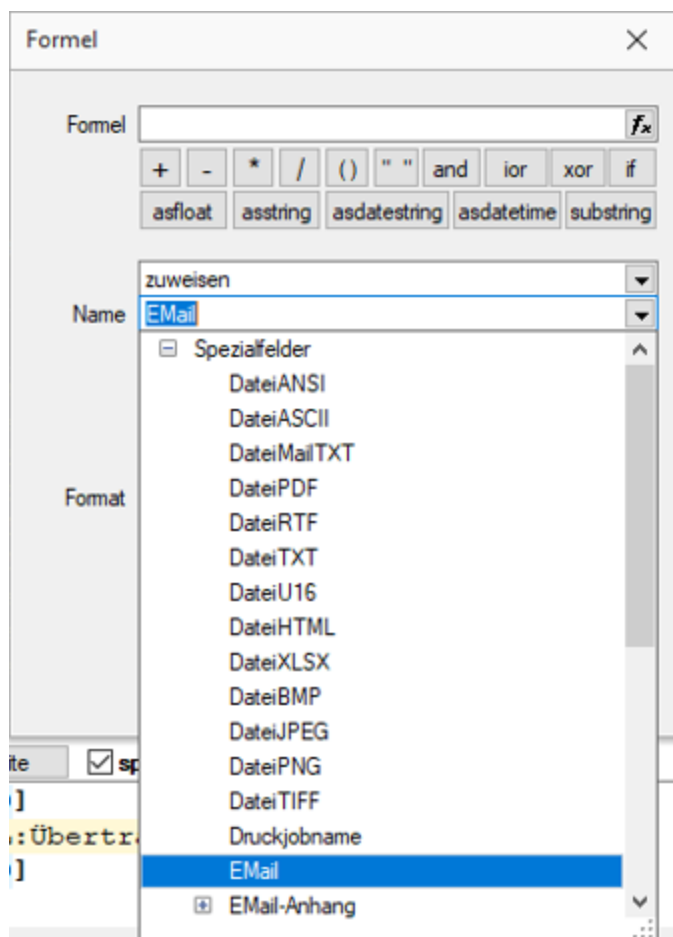 Formel
Formel
fx
+ - * / () " " and ior xor if
asfloat asstring asdatestring asdatetime substring
zuweisen
Name EMail
Spezialfelder
DateiANSI
DateiASCII
DateiMailTXT
DateiPDF
Format
DateiRTF
DateiTXT
DateiU16
DateiHTML
DateiXLSX
DateiBMP
DateiJPEG
ite
DateiPNG
]
DateiTIFF
:Übertr
Druckjobname
]
EMail
EMail-Anhang